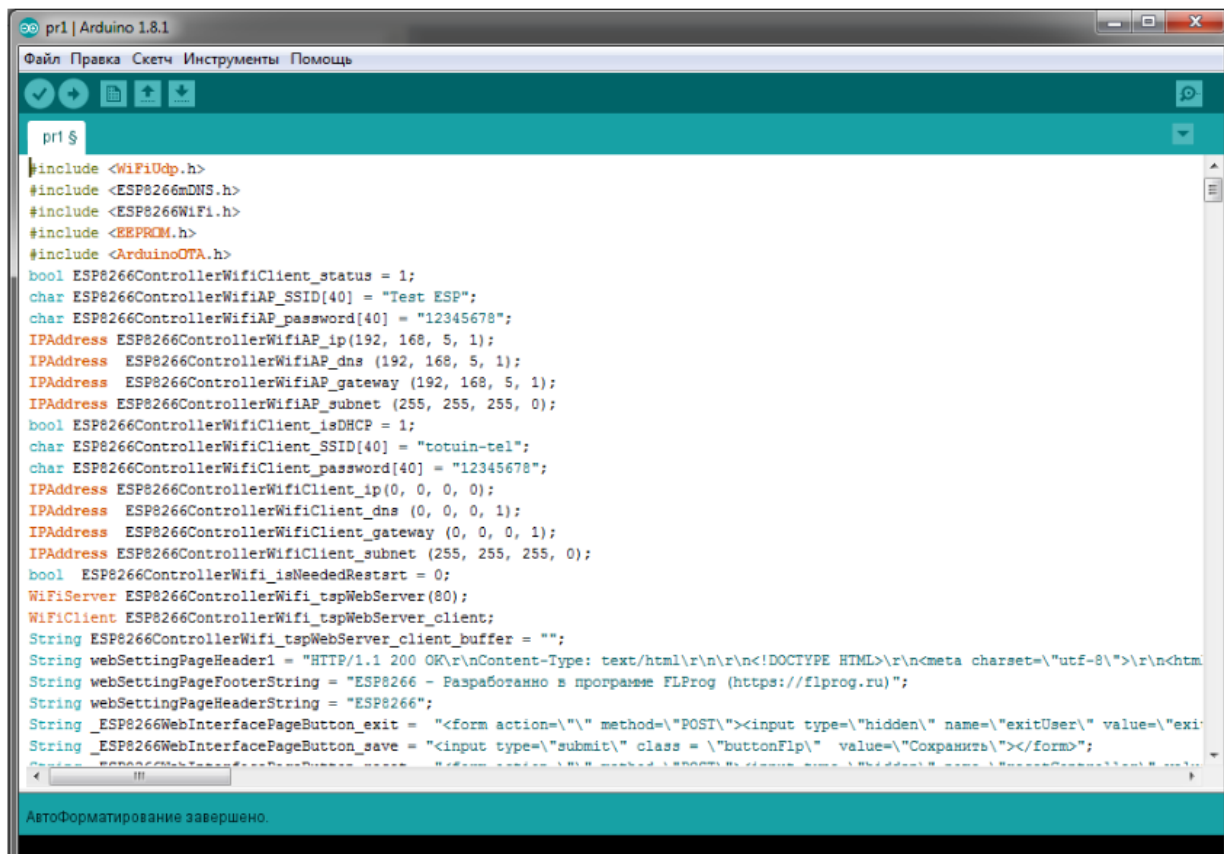 pr1 | Arduino 1.8.1
Файл Правка Скетч Инструменты Помощь
pr1 §
#include <WiFiUdp.h>
#include <ESP8266mDNS.h>
#include <ESP8266WiFi.h>
#include <EEPROM.h>
#include <ArduinoOTA.h>
bool ESP8266ControllerWifiClient_status = 1;
char ESP8266ControllerWifiAP_SSID[40] = "Test ESP";
char ESP8266ControllerWifiAP_password[40] = "12345678";
IPAddress ESP8266ControllerWifiAP_ip(192, 168, 5, 1);
IPAddress  ESP8266ControllerWifiAP_dns (192, 168, 5, 1);
IPAddress  ESP8266ControllerWifiAP_gateway (192, 168, 5, 1);
IPAddress ESP8266ControllerWifiAP_subnet (255, 255, 255, 0);
bool ESP8266ControllerWifiClient_isDHCP = 1;
char ESP8266ControllerWifiClient_SSID[40] = "totuin-tel";
char ESP8266ControllerWifiClient_password[40] = "12345678";
IPAddress ESP8266ControllerWifiClient_ip(0, 0, 0, 0);
IPAddress  ESP8266ControllerWifiClient_dns (0, 0, 0, 1);
IPAddress  ESP8266ControllerWifiClient_gateway (0, 0, 0, 1);
IPAddress ESP8266ControllerWifiClient_subnet (255, 255, 255, 0);
bool  ESP8266ControllerWifi_isNeededRestsrt = 0;
WiFiServer ESP8266ControllerWifi_tspWebServer(80);
WiFiClient ESP8266ControllerWifi_tspWebServer_client;
String ESP8266ControllerWifi_tspWebServer_client_buffer = "";
String webSettingPageHeader1 = "HTTP/1.1 200 OK\r\nContent-Type: text/html\r\n\r\n<!DOCTYPE HTML>\r\n<meta charset=\"utf-8\">\r\n<html
String webSettingPageFooterString = "ESP8266 - Разработанно в программе FLProg (https://flprog.ru)";
String webSettingPageHeaderString = "ESP8266";
String _ESP8266WebInterfacePageButton_exit =  "<form action=\"\" method=\"POST\"><input type=\"hidden\" name=\"exitUser\" value=\"exi
String _ESP8266WebInterfacePageButton_save = "<input type=\"submit\" class = \"buttonFlp\"  value=\"Сохранить\"></form>";
АвтоФорматирование завершено.